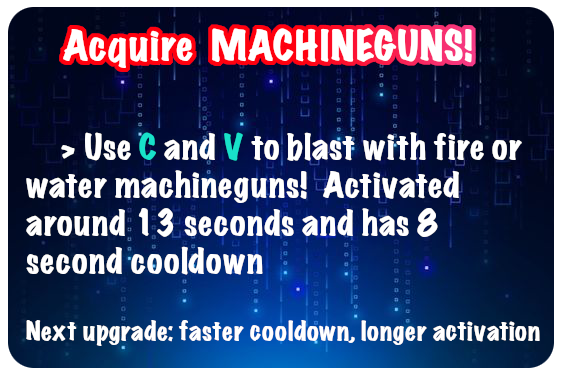 Acquire MACHINEGUNS!
> Use C and V to blast with fire or
water machineguns! Activated
around 13 seconds and has 8
second cooldown
Next upgrade: faster cooldown, longer activation